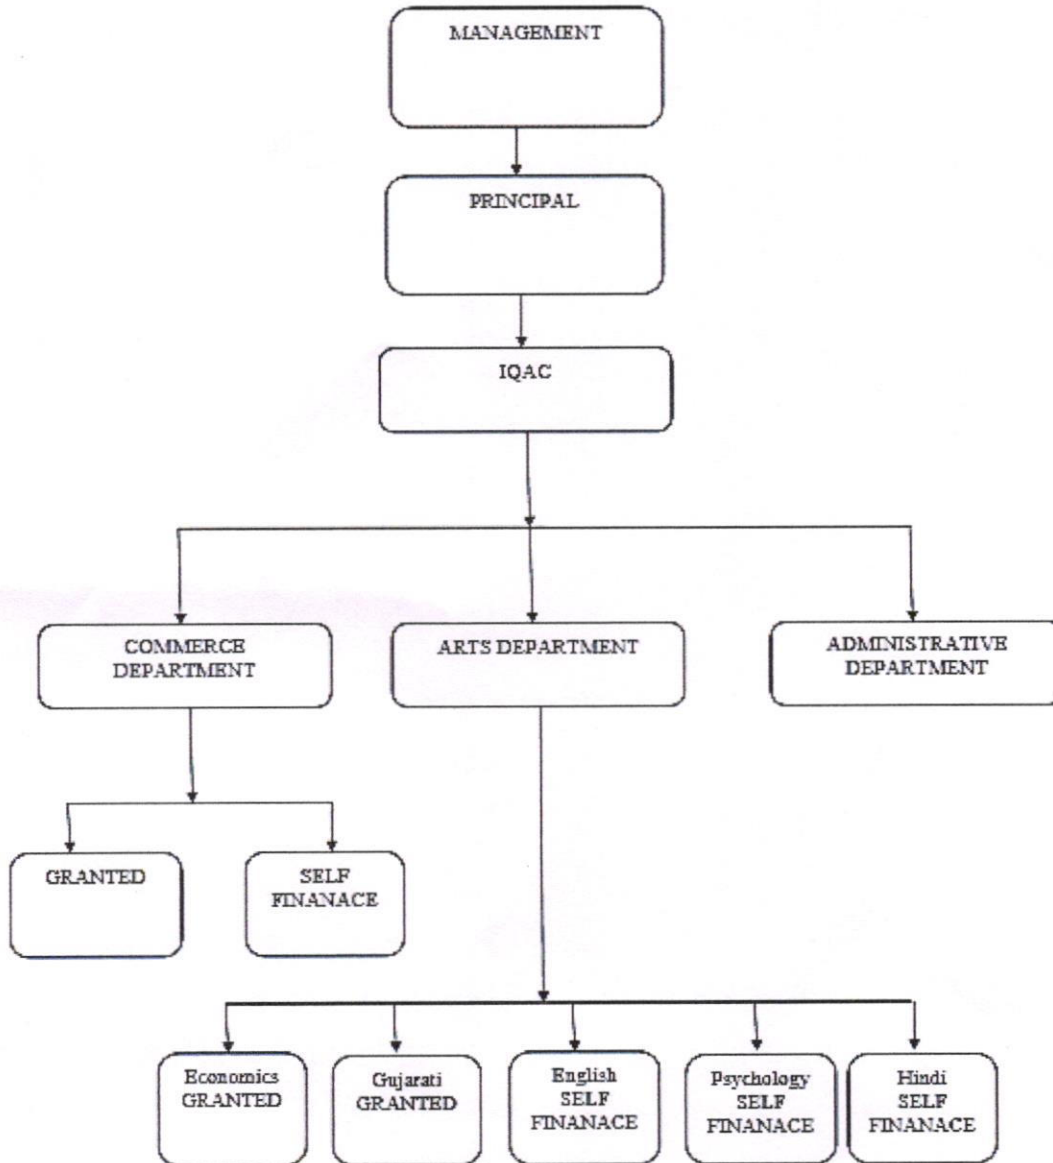 MANAGEMENT
PRINCIPAL
IQAC
COMMERCE
DEPARTMENT
ARTS DEPARTMENT
ADMINISTRATIVE
DEPARTMENT
GRANTED
SELF
FINANACE
Economics
GRANTED
Gujarati
GRANTED
English
SELF
FINANACE
Psychology
SELF
FINANACE
Hindi
SELF
FINANACE